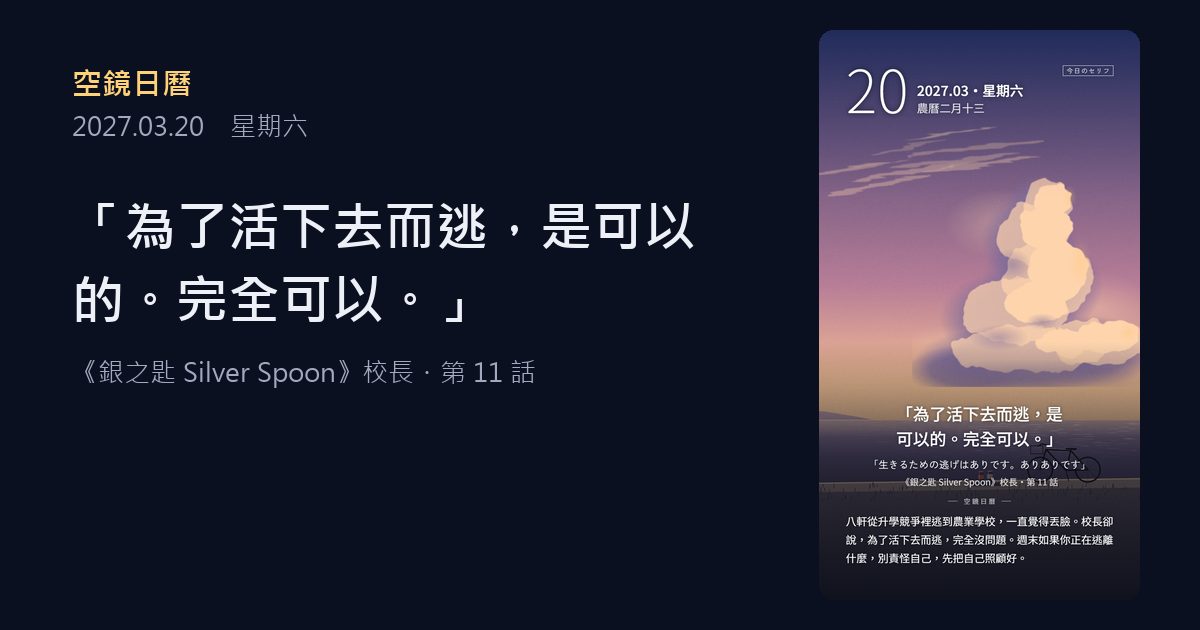 空鏡日曆
2027.03.20 星期六
「為了活下去而逃，是可以
的。完全可以。」
《銀之匙 Silver Spoon》校長・第 11 話
20
2027.03・星期六
農曆二月十三
今日のセリフ
「為了活下去而逃，是
可以的。完全可以。」
「生きるための逃げはありです。ありありです」
《銀之匙 Silver Spoon》校長・第 11 話
— 空鏡日曆 —
八軒從升學競爭裡逃到農業學校，一直覺得丟臉。校長卻
說，為了活下去而逃，完全沒問題。週末如果你正在逃離
什麼，別責怪自己，先把自己照顧好。